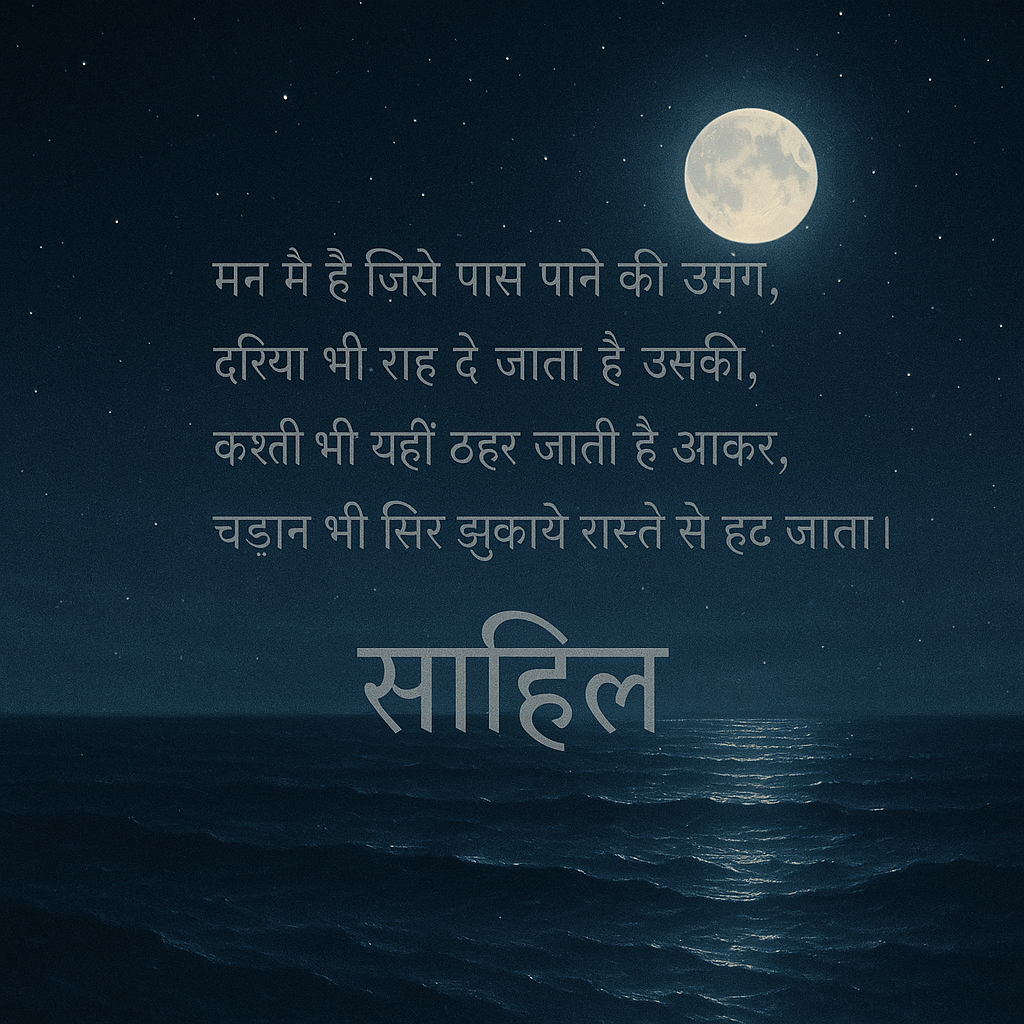 मन मै है जिसे पास पाने की उमग,
दरिया भी राह दे जाता है उसकी,
कश्ती भी यहीं ठहर जाती है आकर,
चड़ान भी सिर झुकाये रास्ते से हट जाता।
साहिल